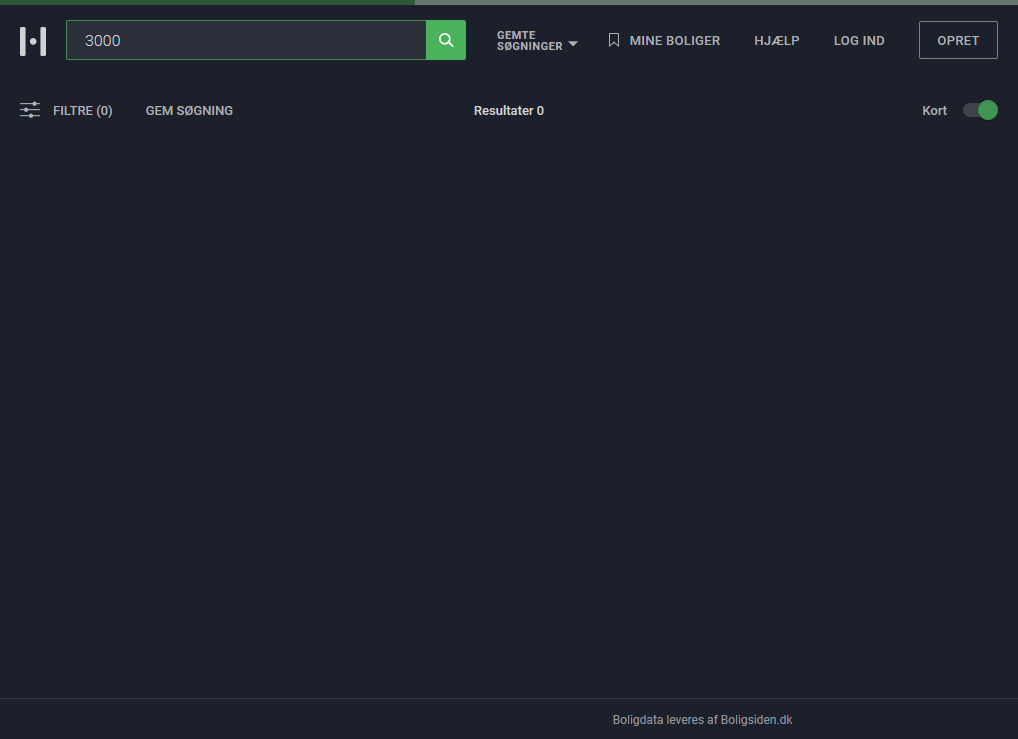 3000
GEMTE
SØGNINGER
MINE BOLIGER
HJÆLP
LOG IND
OPRET
FILTRE (0)
GEM SØGNING
Resultater 0
Kort
Boligdata leveres af Boligsiden.dk